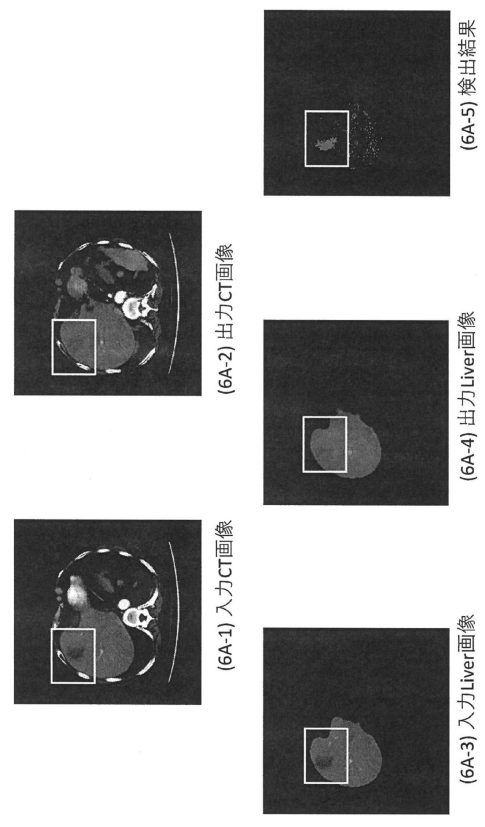 (6A-1) 入力CT画像
(6A-2) 出力CT画像
(6A-3) 入力Liver画像
(6A-4) 出力Liver画像
(6A-5) 検出結果